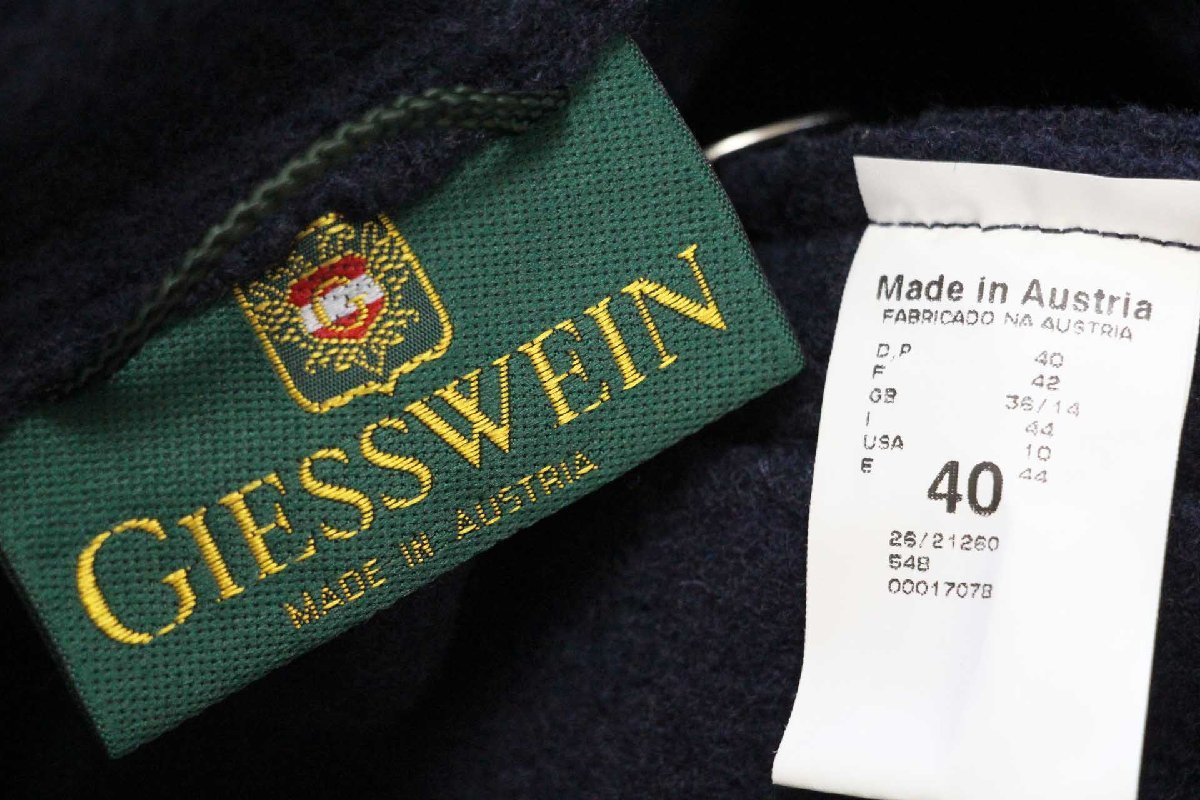 G
GIESSWEIN
MADE IN AUSTRIA
Made in Austria
FABRICADO NA AUSTRIA
D,P 40
F 42
GB 36/14
I 44
USA 10
E 44
40
26/21260
548
00017078